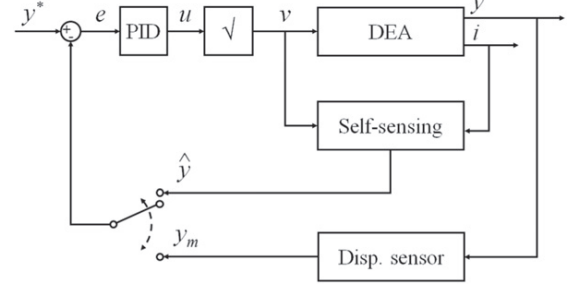 y* e PID u √ v DEA y
i
+
-
Self-sensing
ŷ
y_m
Disp. sensor